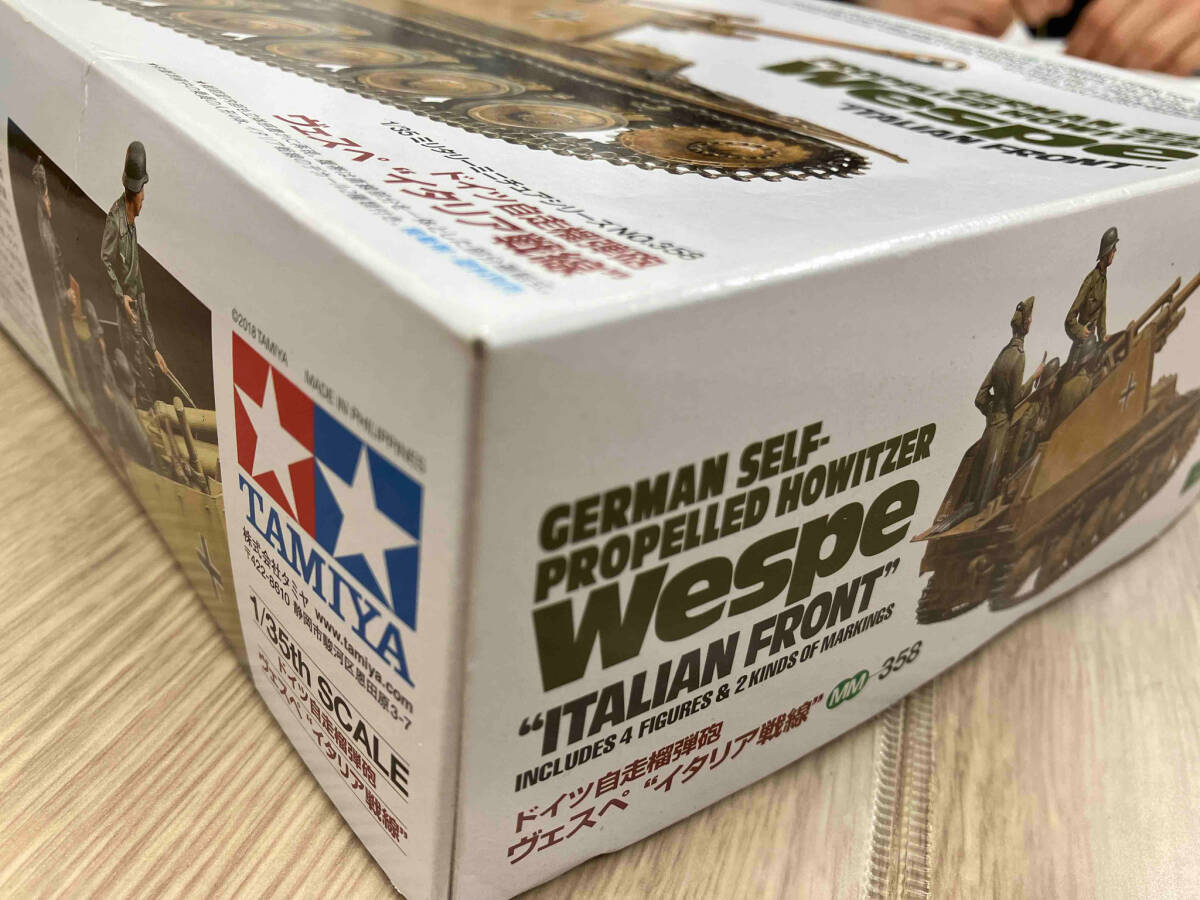 GERMAN SELF-
Wespe
"ITALIAN FRONT"
1/35 ミリタリーミニチュアシリーズ NO.358
ドイツ自走榴弾砲
ヴェスペ "イタリア戦線"
©2018 TAMIYA
MADE IN PHILIPPINES
TAMIYA
株式会社タミヤ www.tamiya.com
〒422-8610 静岡市駿河区恩田原3-7
1/35th SCALE
ドイツ自走榴弾砲
ヴェスペ "イタリア戦線"
GERMAN SELF-
PROPELLED HOWITZER
Wespe
"ITALIAN FRONT"
INCLUDES 4 FIGURES & 2 KINDS OF MARKINGS
ドイツ自走榴弾砲
ヴェスペ "イタリア戦線"
MM 358